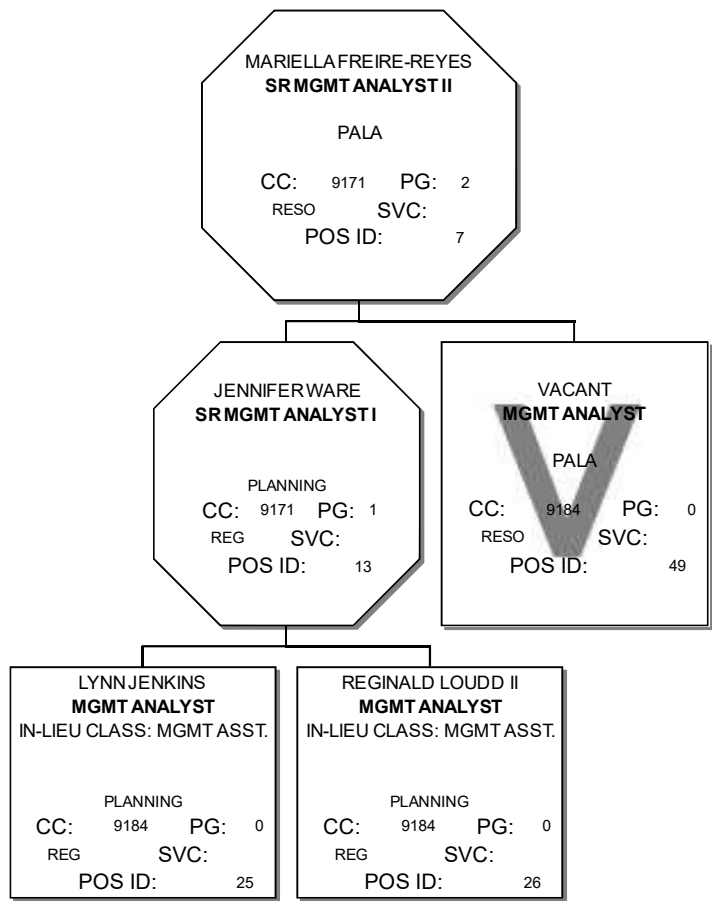 MARIELLA FREIRE-REYES
SR MGMT ANALYST II
PALA
CC: 9171 PG: 2
RESO SVC:
POS ID: 7
JENNIFER WARE
SR MGMT ANALYST I
PLANNING
CC: 9171 PG: 1
REG SVC:
POS ID: 13
VACANT
MGMT ANALYST
PALA
CC: 9184 PG: 0
RESO SVC:
POS ID: 49
V
LYNN JENKINS
MGMT ANALYST
IN-LIEU CLASS: MGMT ASST.
PLANNING
CC: 9184 PG: 0
REG SVC:
POS ID: 25
REGINALD LOUDD II
MGMT ANALYST
IN-LIEU CLASS: MGMT ASST.
PLANNING
CC: 9184 PG: 0
REG SVC:
POS ID: 26